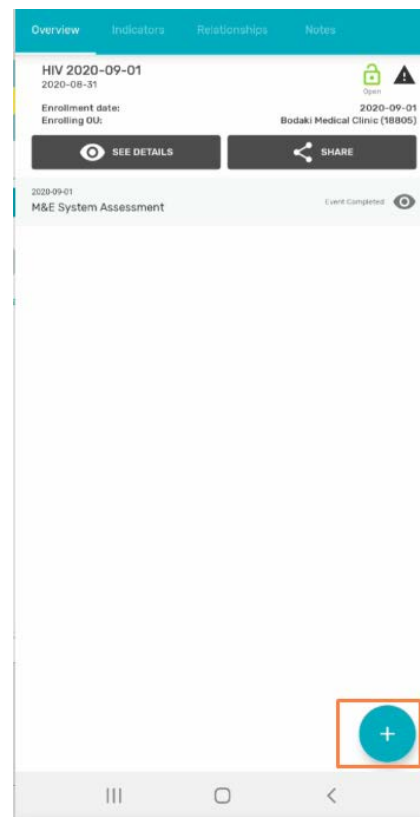 Overview Indicators Relationships Notes
HIV 2020-09-01
2020-08-31
Open
Enrollment date: 2020-09-01
Enrolling OU: Bodaki Medical Clinic (18805)
SEE DETAILS SHARE
2020-09-01
M&E System Assessment Event Completed